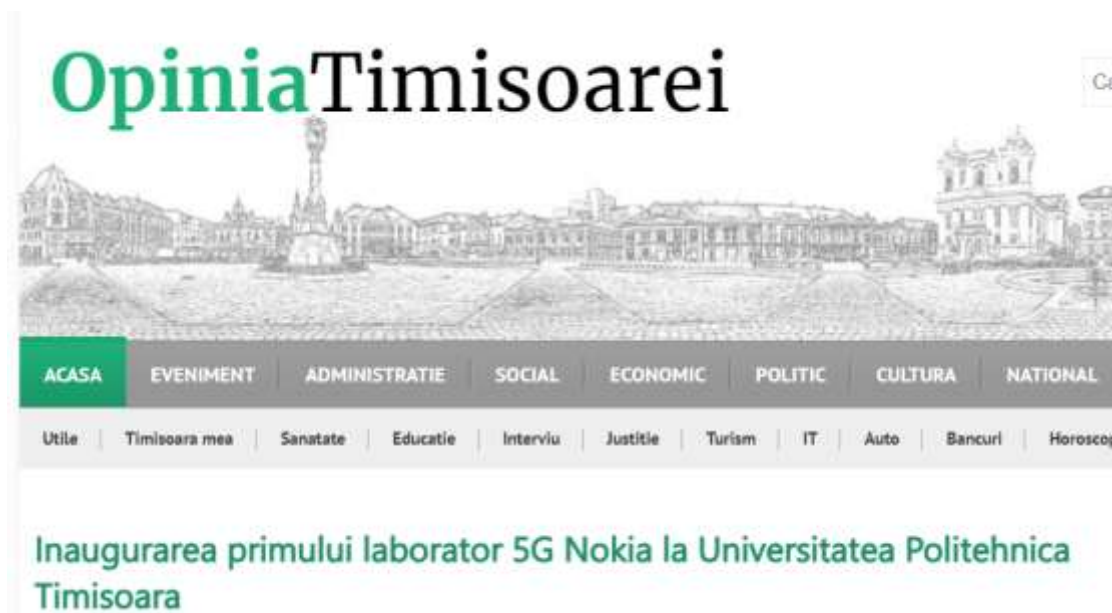 OpiniaTimisoarei
ACASA EVENIMENT ADMINISTRATIE SOCIAL ECONOMIC POLITIC CULTURA NATIONAL
Utile Timisoara mea Sanatate Educatie Interviu Justitie Turism IT Auto Bancuri
Inaugurarea primului laborator 5G Nokia la Universitatea Politehnica
Timisoara